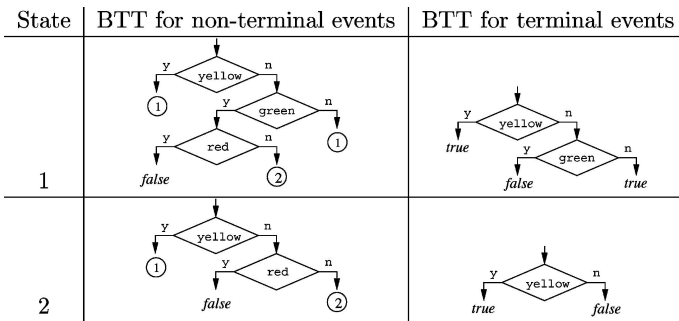 State BTT for non-terminal events BTT for terminal events
y yellow n
1 y green n
y red n 1
false 2
y yellow n
true y green n
false true
1
y yellow n
1 y red n
false 2
y yellow n
true false
2